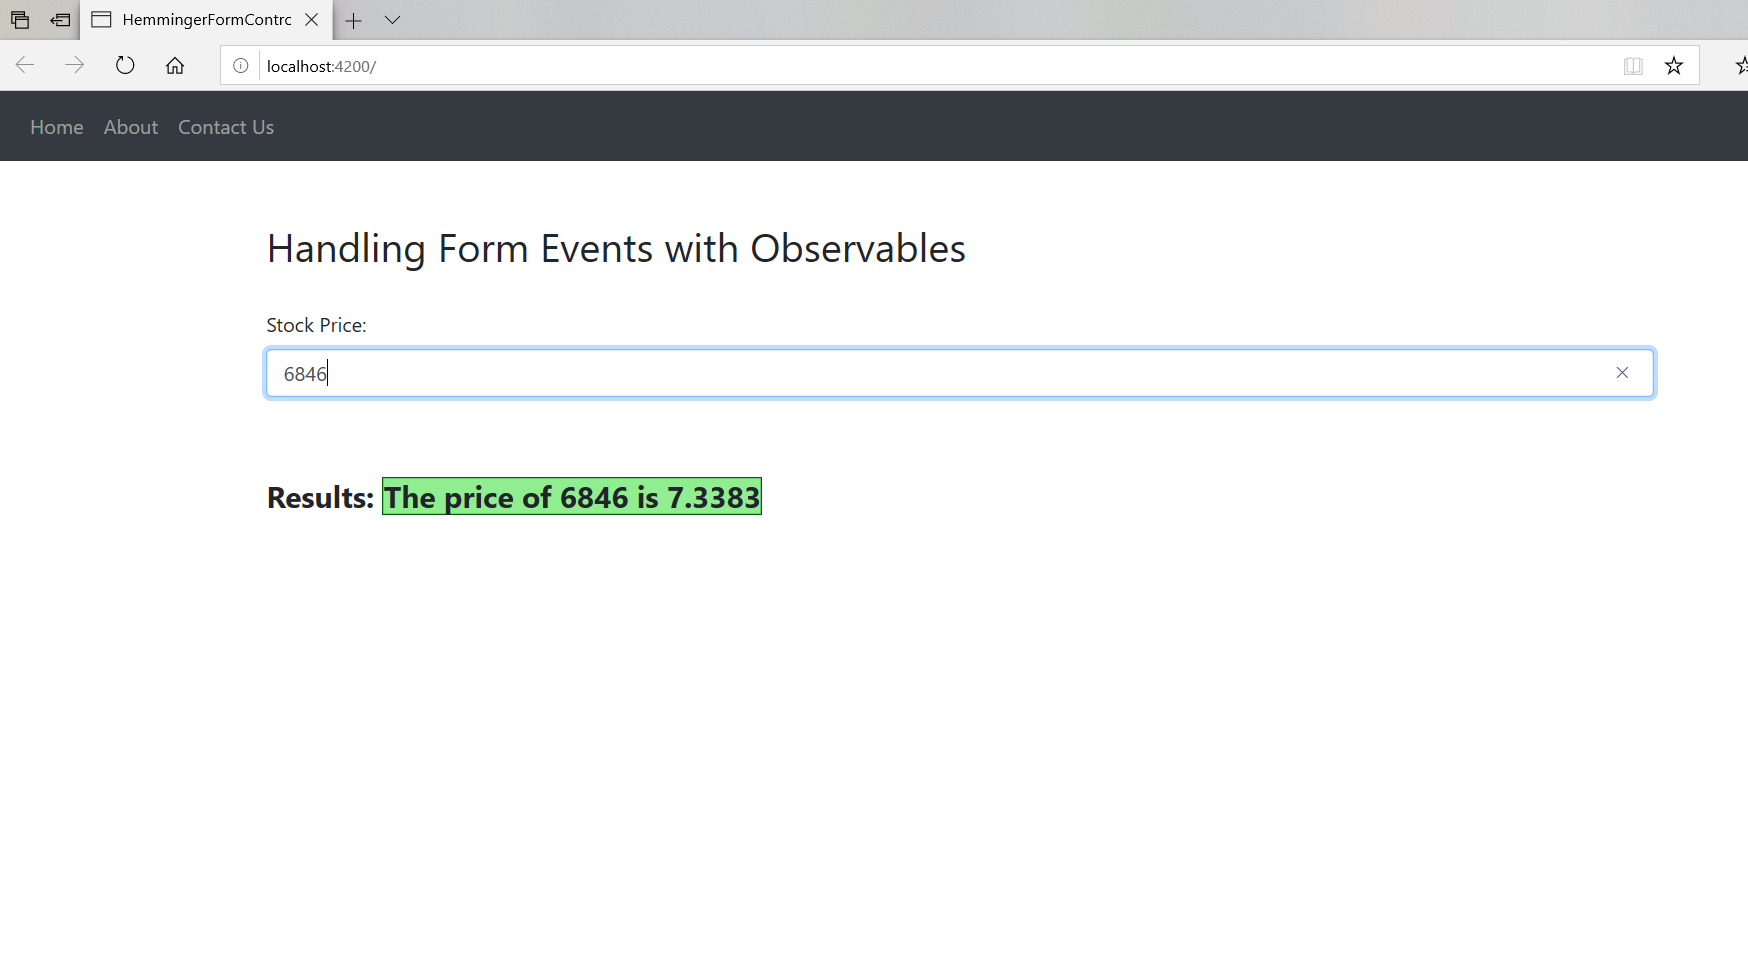 HemmingerFormContrc
localhost:4200/
Home About Contact Us
Handling Form Events with Observables
Stock Price:
6846
Results: The price of 6846 is 7.3383